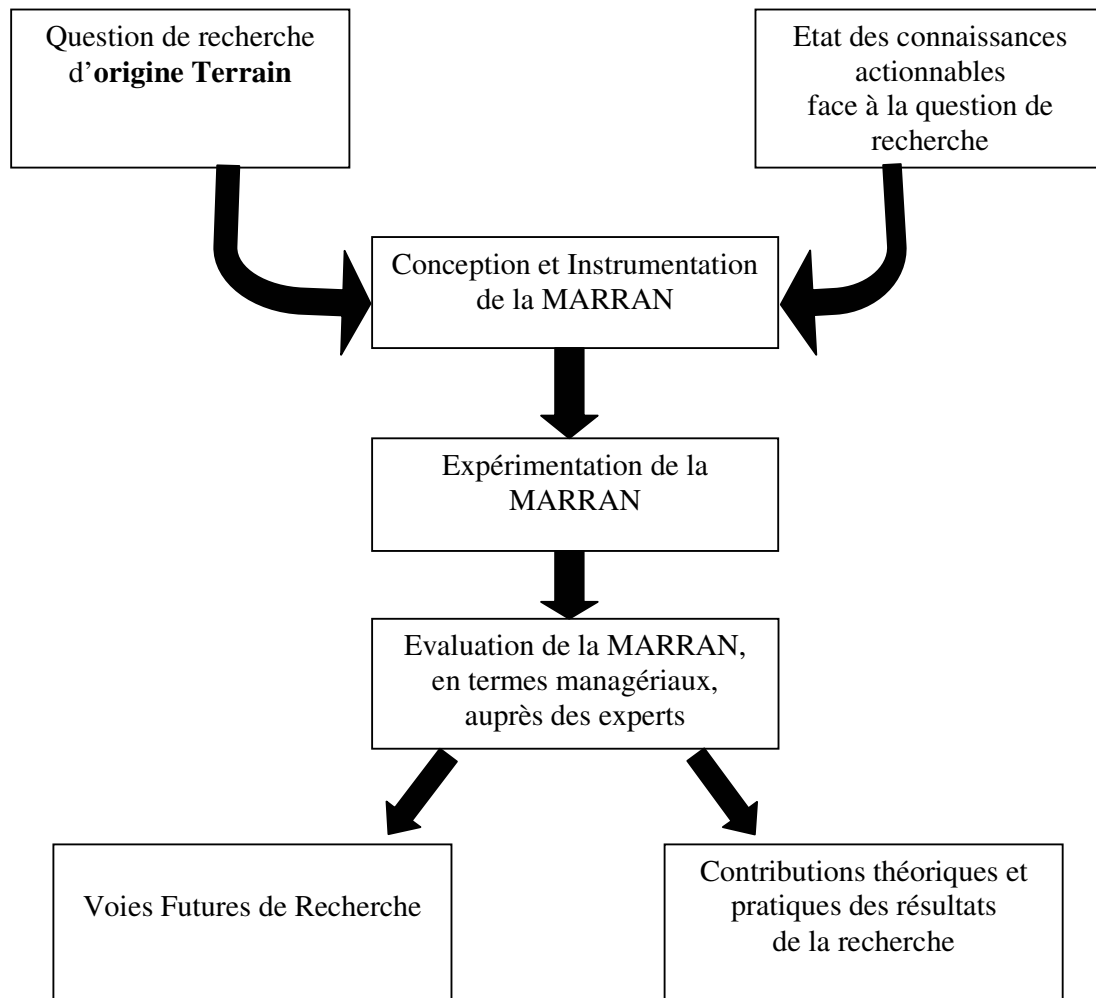 Question de recherche
d'origine Terrain
Etat des connaissances
actionnables
face à la question de
recherche
Conception et Instrumentation
de la MARRAN
Expérimentation de la
MARRAN
Evaluation de la MARRAN,
en termes managériaux,
auprès des experts
Voies Futures de Recherche
Contributions théoriques et
pratiques des résultats
de la recherche